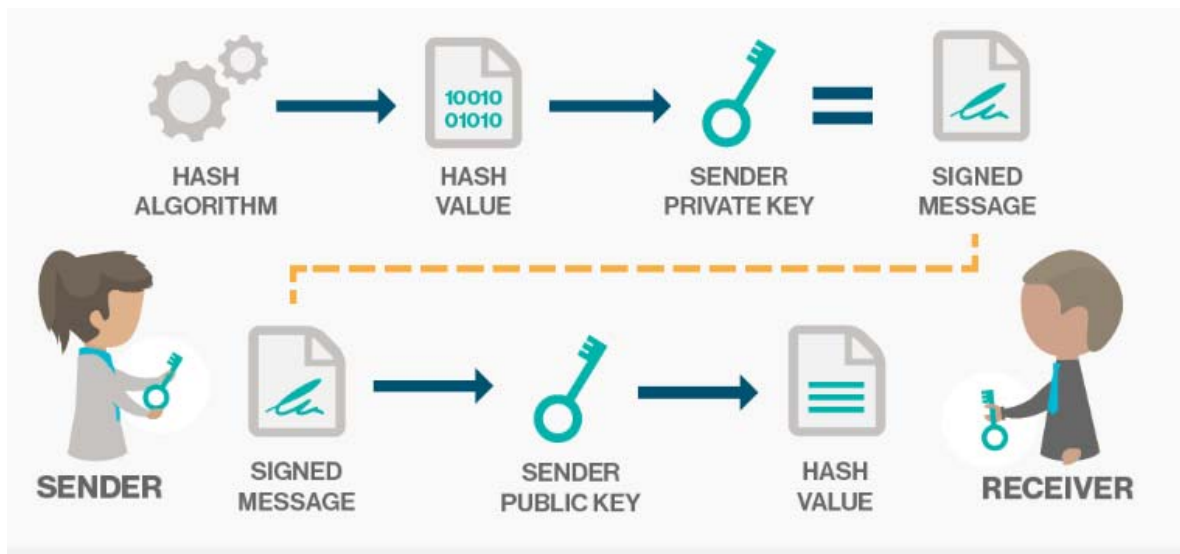 10010
01010
HASH
ALGORITHM
HASH
VALUE
SENDER
PRIVATE KEY
SIGNED
MESSAGE
SENDER
SIGNED
MESSAGE
SENDER
PUBLIC KEY
HASH
VALUE
RECEIVER